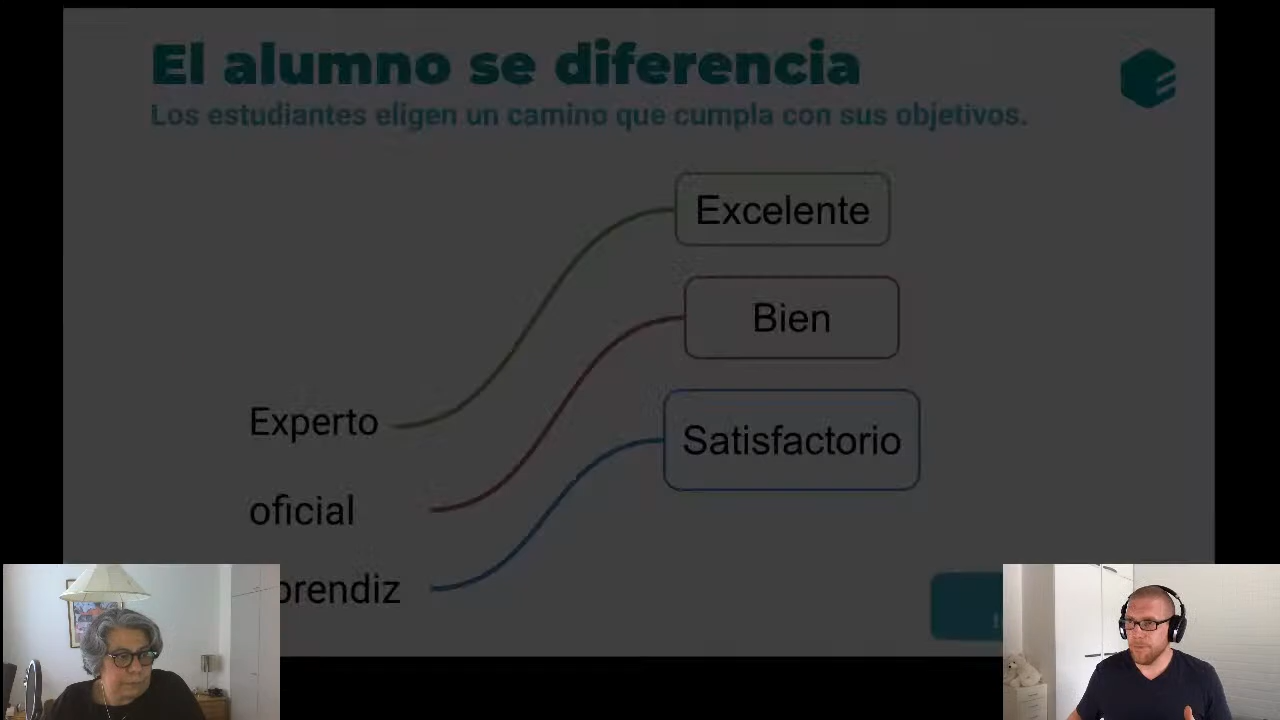 El alumno se diferencia
Los estudiantes eligen un camino que cumpla con sus objetivos.
Excelente
Bien
Satisfactorio
Experto
oficial
prendiz